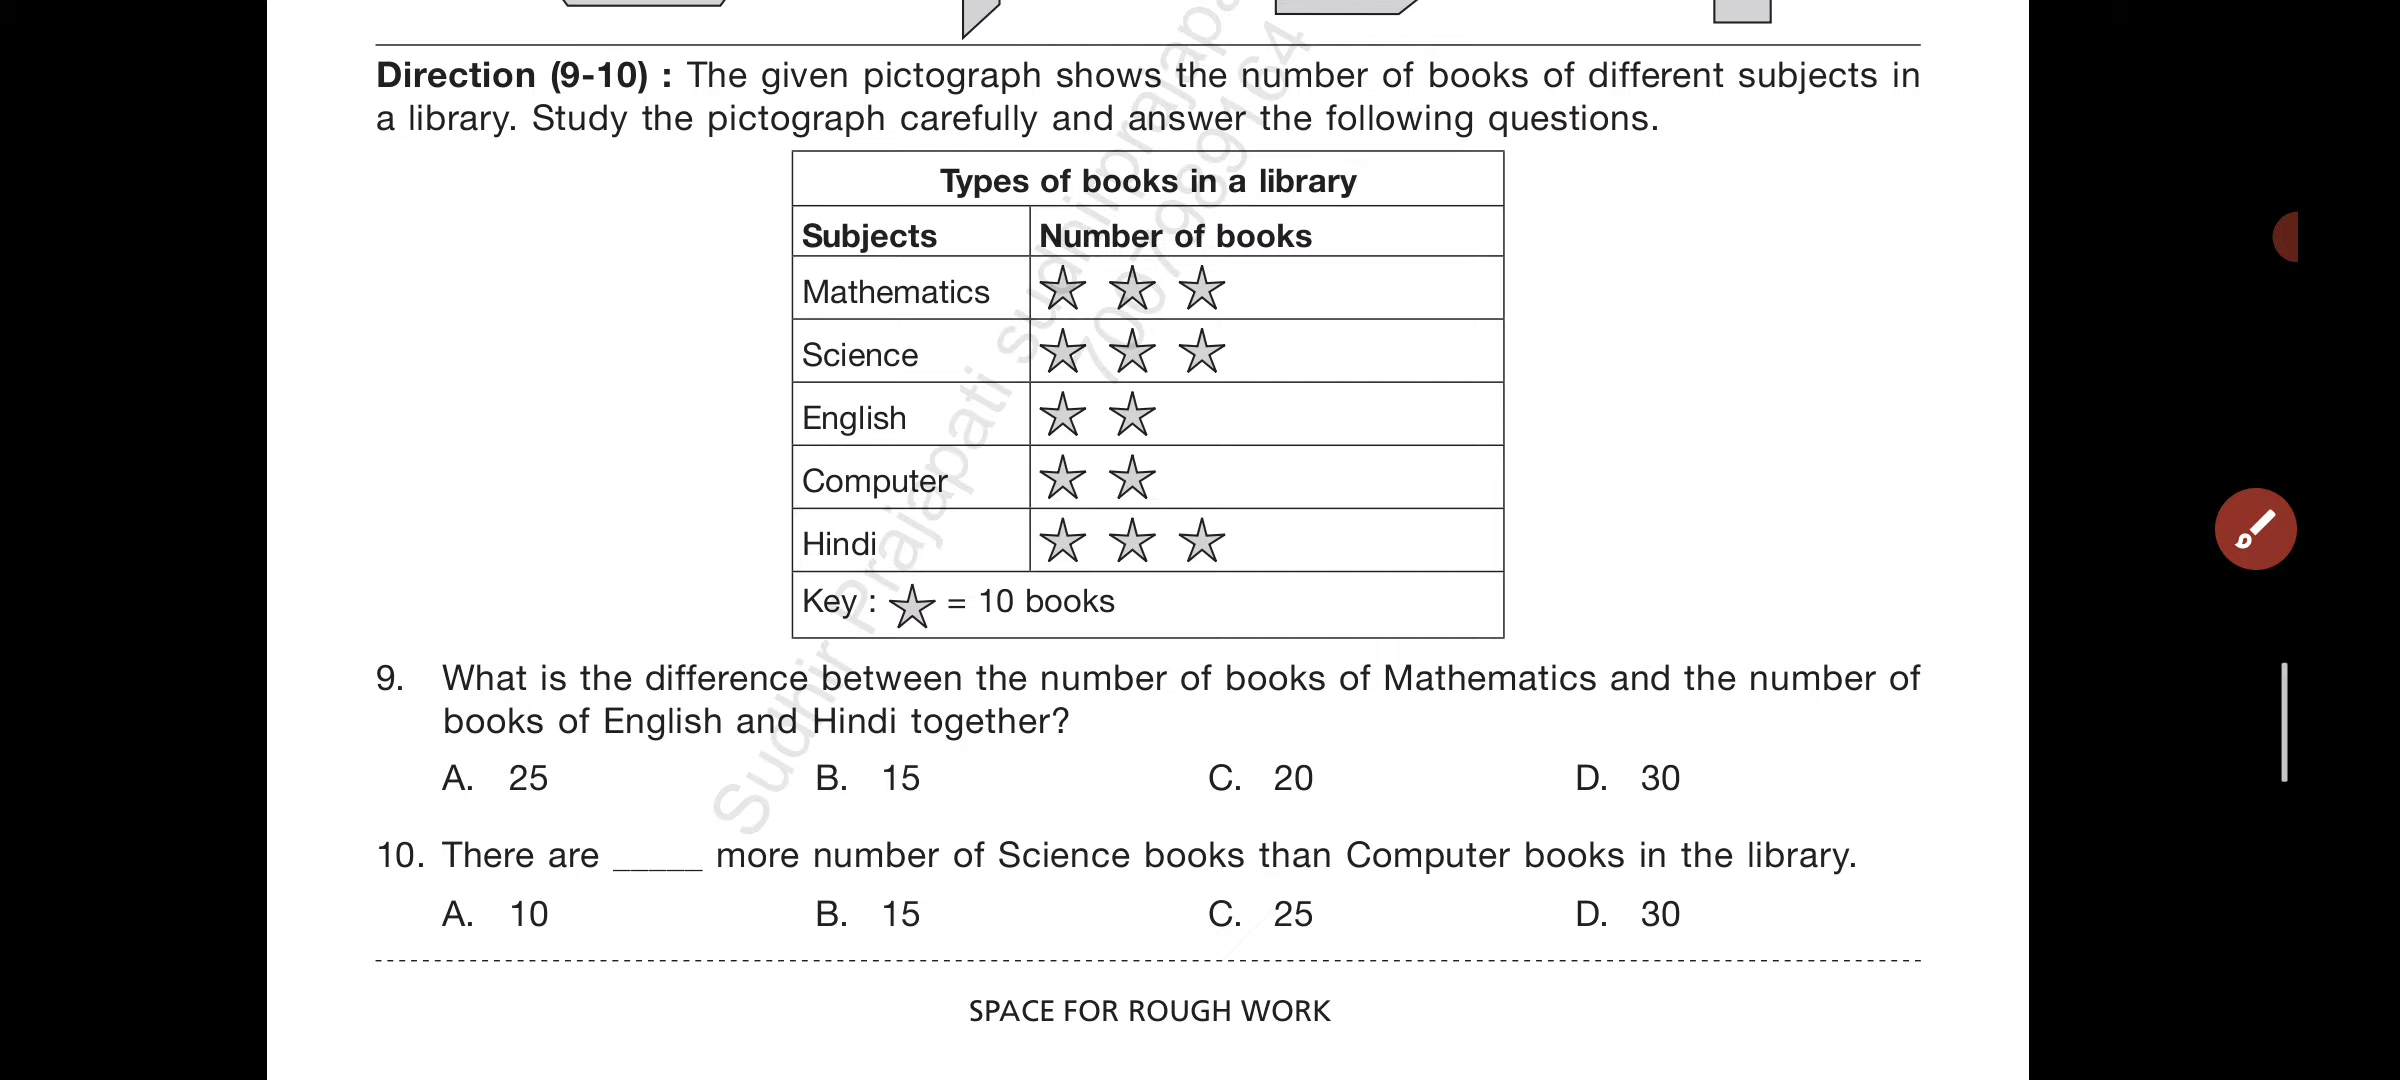 Direction (9-10) : The given pictograph shows the number of books of different subjects in
a library. Study the pictograph carefully and answer the following questions.
Types of books in a library
Subjects Number of books
Mathematics
Science
English
Computer
Hindi
Key : = 10 books
9. What is the difference between the number of books of Mathematics and the number of
books of English and Hindi together?
A. 25 B. 15 C. 20 D. 30
10. There are _____ more number of Science books than Computer books in the library.
A. 10 B. 15 C. 25 D. 30
SPACE FOR ROUGH WORK